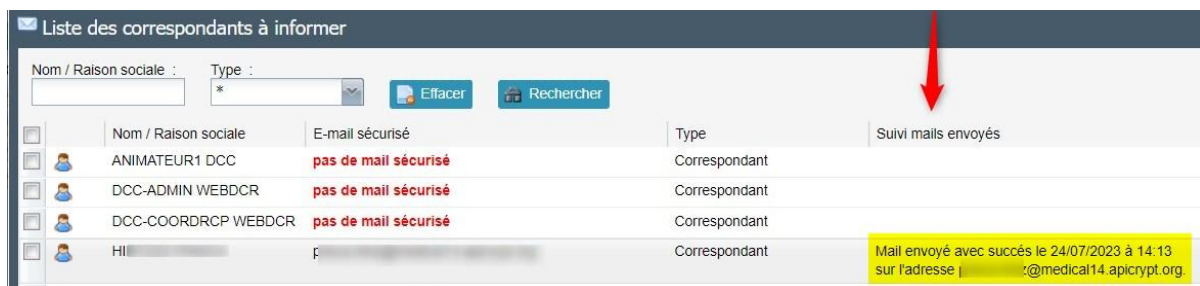 Liste des correspondants à informer
Nom / Raison sociale : Type :
* Effacer Rechercher
Nom / Raison sociale E-mail sécurisé Type Suivi mails envoyés
ANIMATEUR1 DCC pas de mail sécurisé Correspondant
DCC-ADMIN WEBDCR pas de mail sécurisé Correspondant
DCC-COORDRCP WEBDCR pas de mail sécurisé Correspondant
Correspondant Mail envoyé avec succés le 24/07/2023 à 14:13
sur l'adresse @medical14.apicrypt.org.